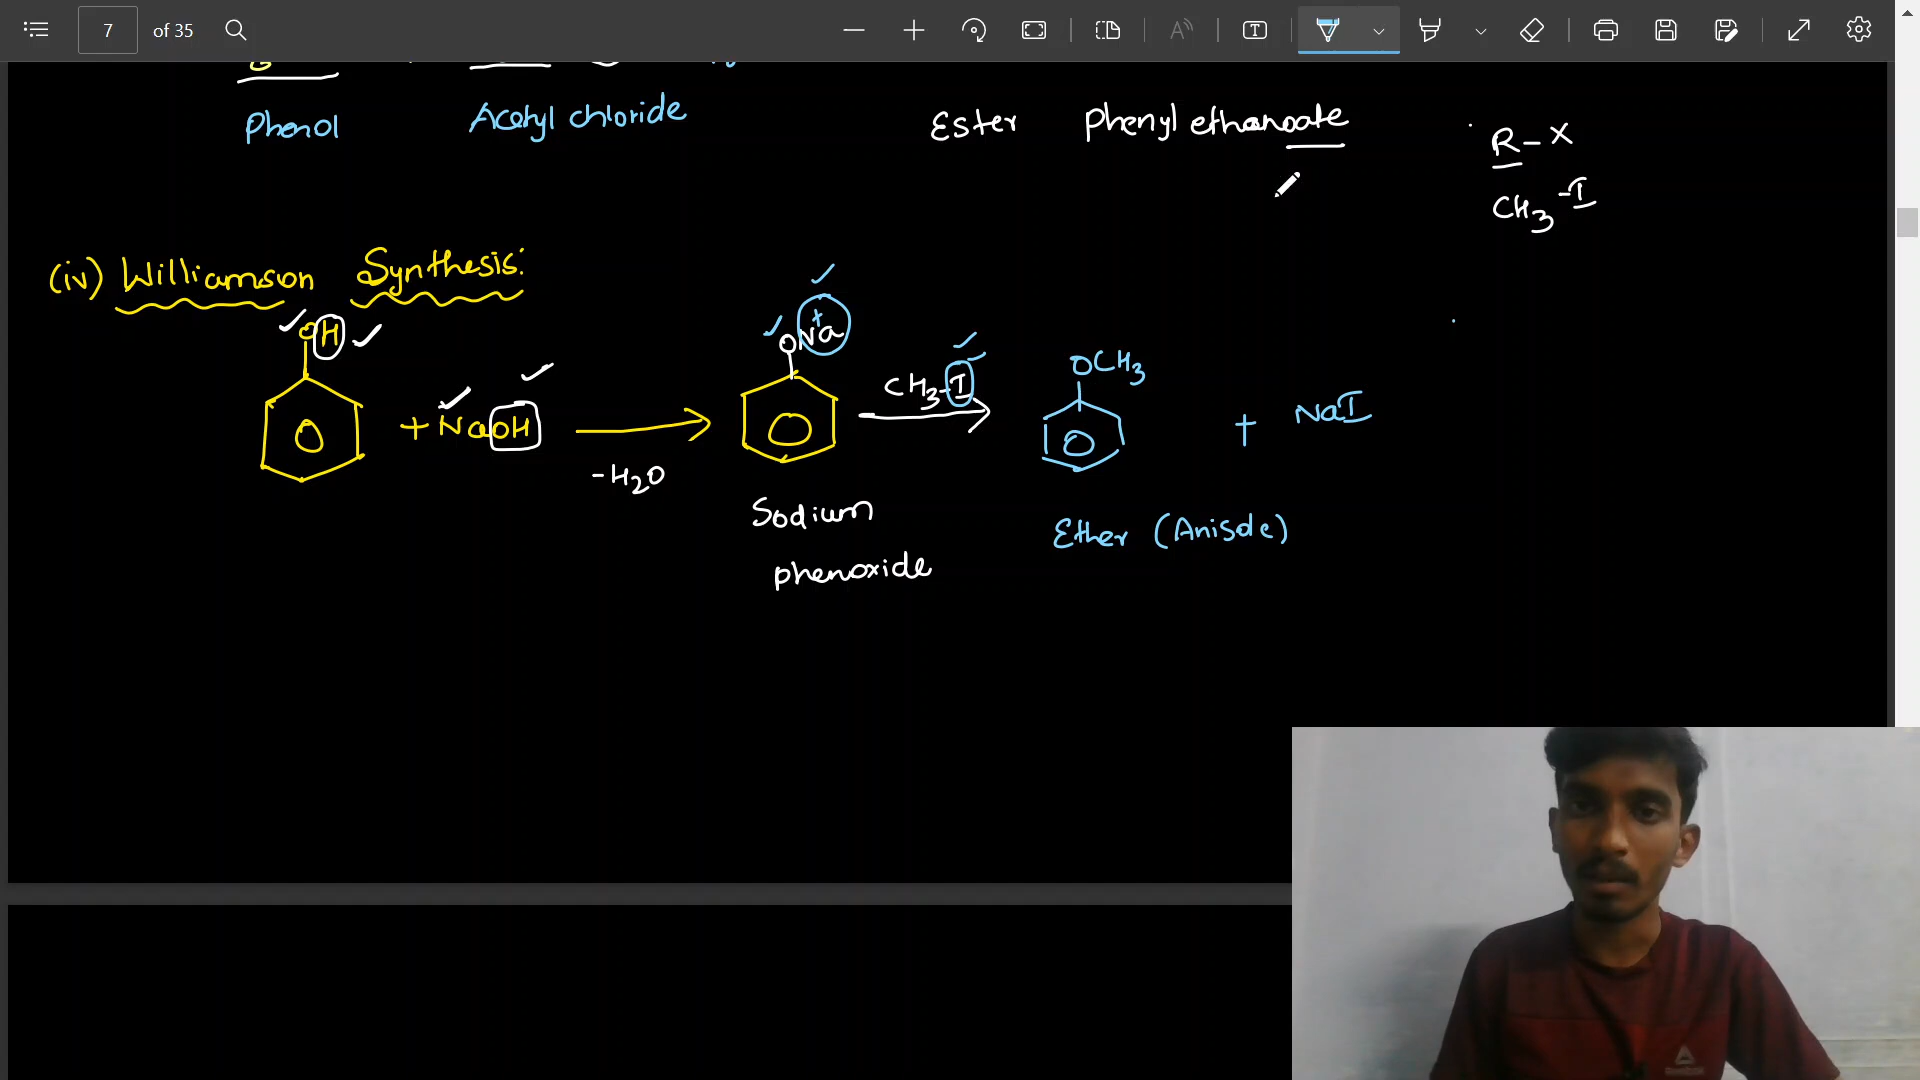 7 of 35
Phenol Acetyl chloride Ester Phenyl ethanoate
R-X
CH3-I
(iv) Williamson Synthesis:
OH ONa+ OCH3
+ NaOH -H2O CH3-I + NaI
Sodium phenoxide
Ether (Anisole)
Reebok